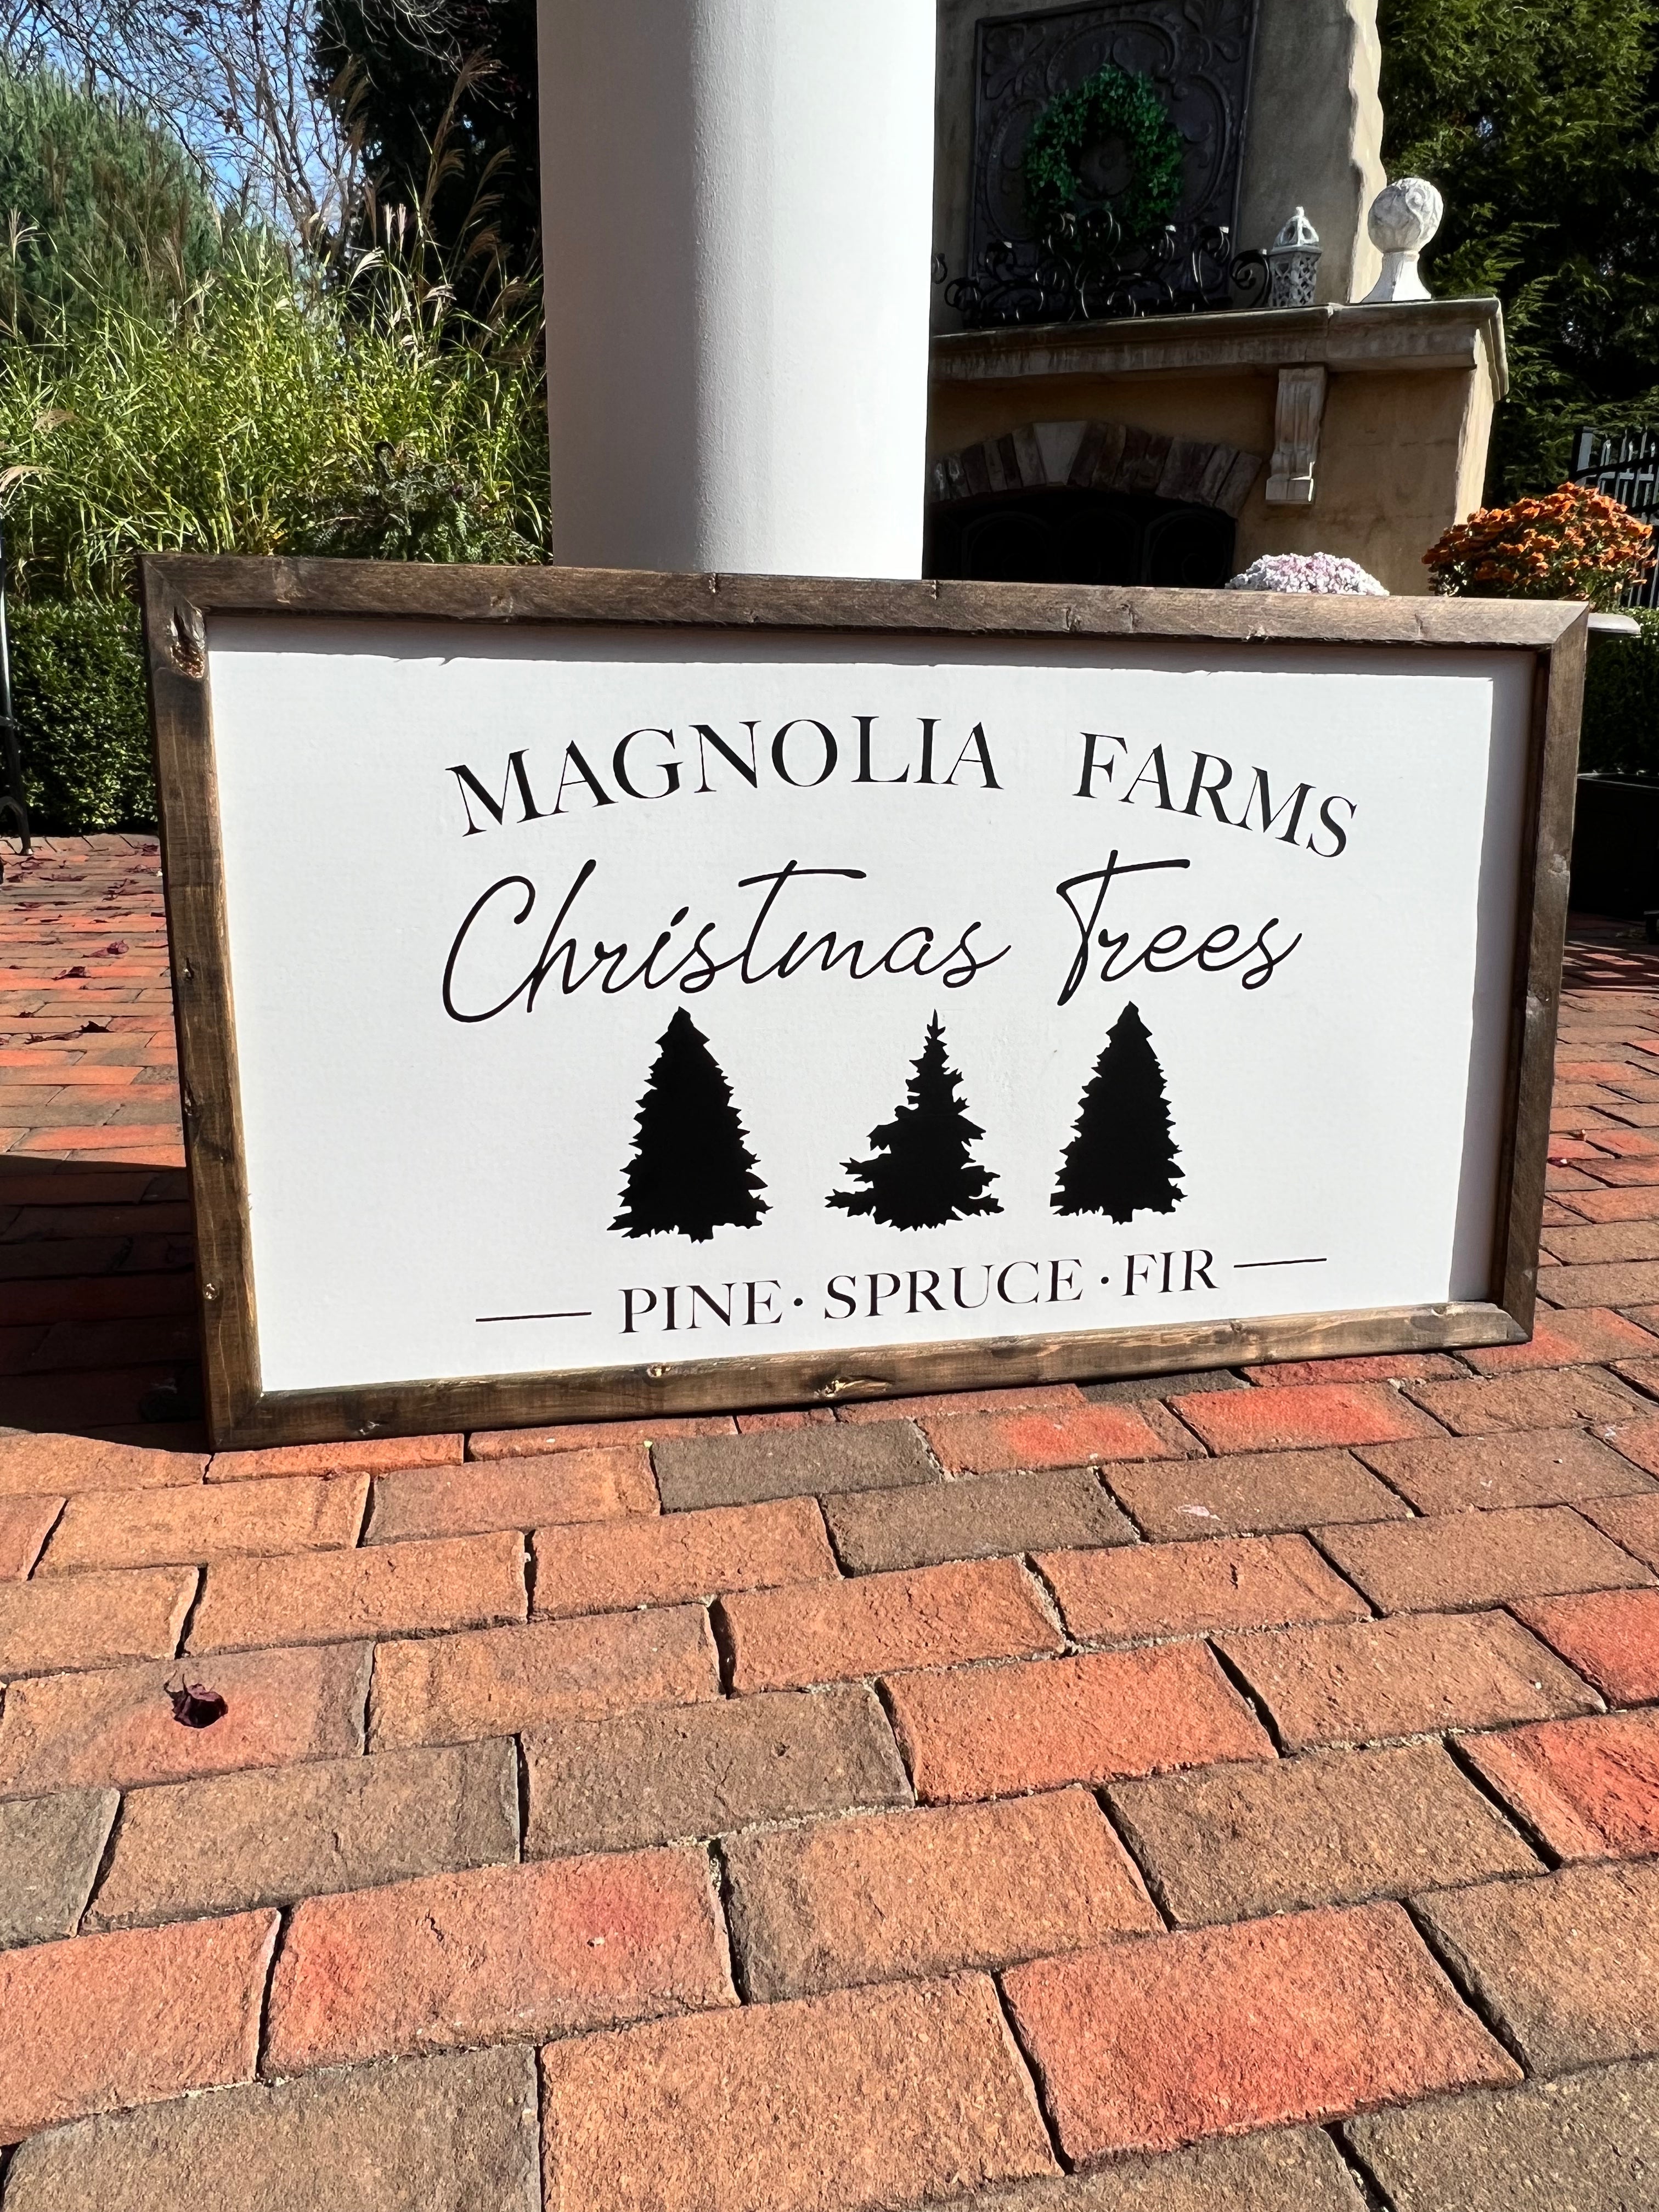 MAGNOLIA FARMS
Christmas Trees
PINE · SPRUCE · FIR